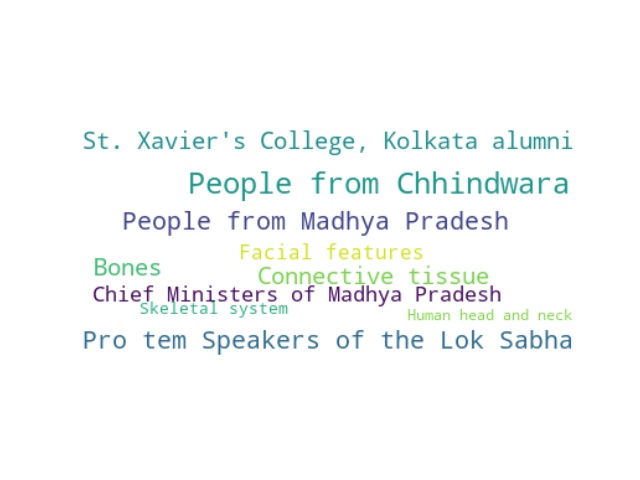 St. Xavier's College, Kolkata alumni
People from Chhindwara
People from Madhya Pradesh
Facial features
Bones
Connective tissue
Chief Ministers of Madhya Pradesh
Skeletal system
Human head and neck
Pro tem Speakers of the Lok Sabha